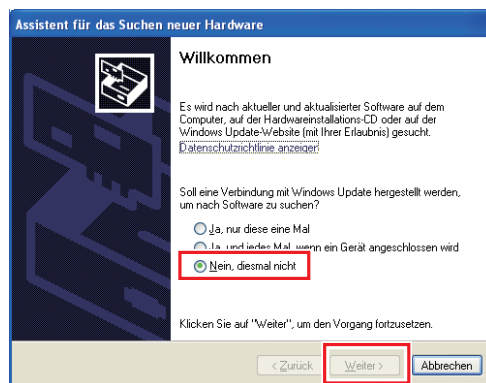 Assistent für das Suchen neuer Hardware
Willkommen
Es wird nach aktueller und aktualisierter Software auf dem
Computer, auf der Hardwareinstallations-CD oder auf der
Windows Update-Website (mit Ihrer Erlaubnis) gesucht.
Datenschutzrichtlinie anzeigen
Soll eine Verbindung mit Windows Update hergestellt werden,
um nach Software zu suchen?
Ja, nur diese eine Mal
Ja, und jedes Mal, wenn ein Gerät angeschlossen wird
Nein, diesmal nicht
Klicken Sie auf "Weiter", um den Vorgang fortzusetzen.
< Zurück Weiter > Abbrechen